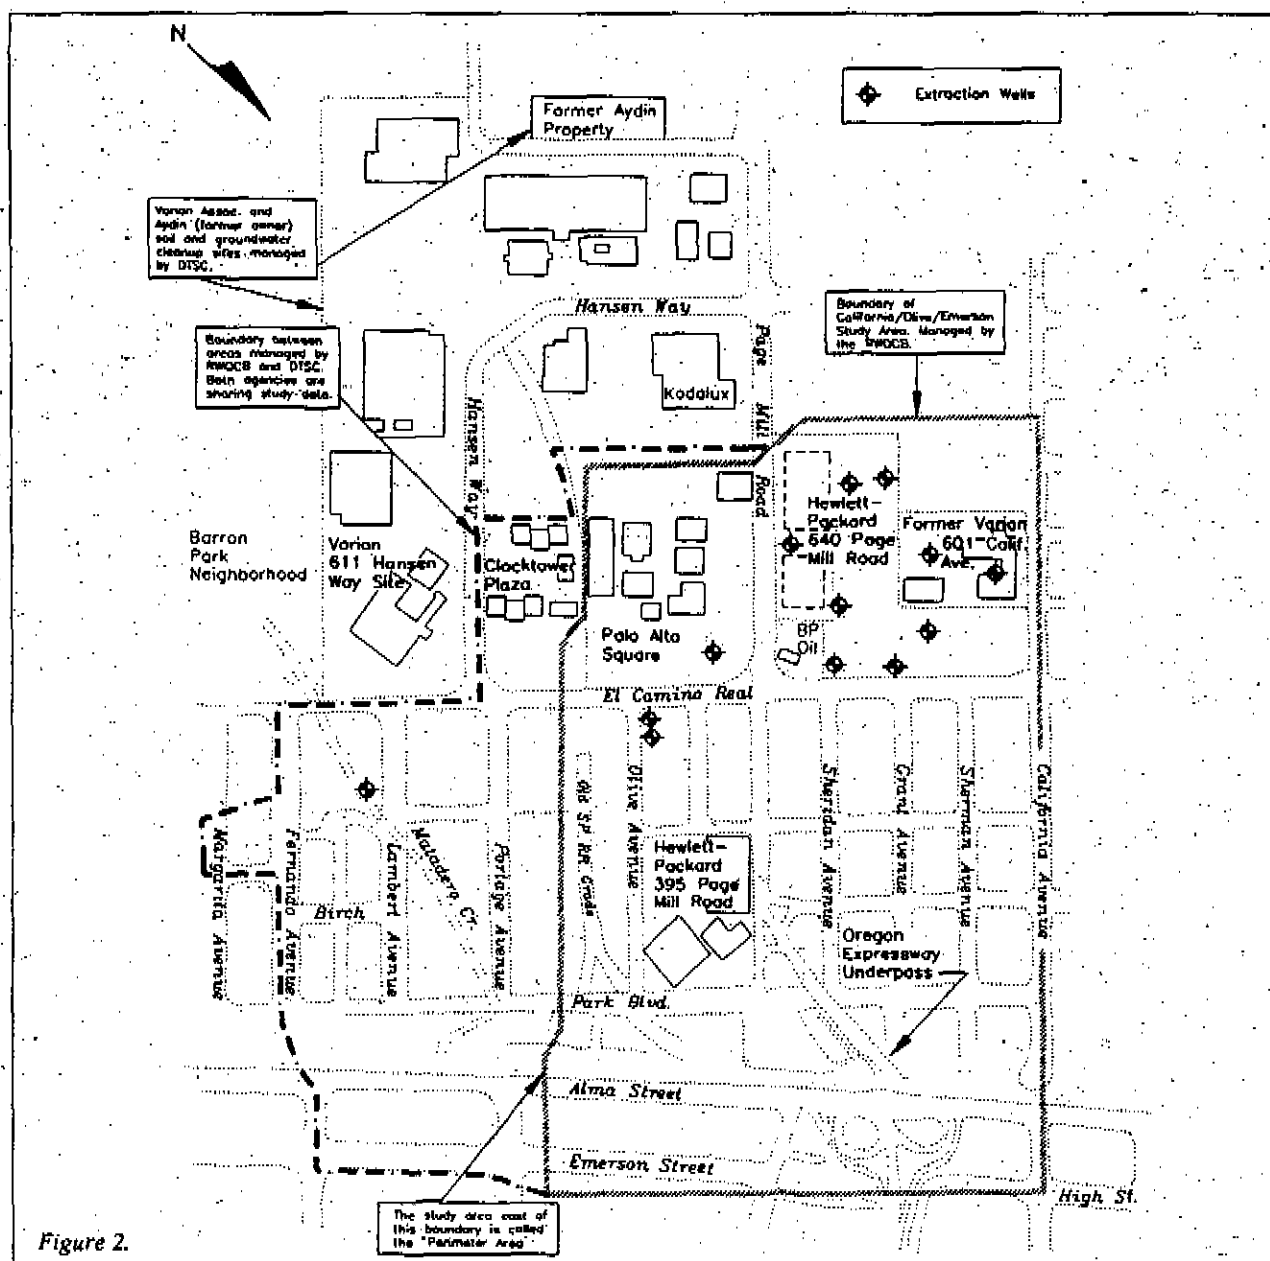 N
Extraction Wells
Former Aydin
Property
Varian Assoc. and
Aydin (former owner)
soil and groundwater
cleanup sites managed
by DTSC.
Hansen Way
Boundary of
California/Olive/Emerson
Study Area. Managed by
the RWQCB.
Boundary between
areas managed by
RWQCB and DTSC.
Both agencies are
sharing study data.
Page Mill Road
Kodalux
Hansen Way
Hewlett-
Packard
640 Page
Mill Road
Former Varian
601 Calif.
Ave.
Barron
Park
Neighborhood
Varian
611 Hansen
Way Site
Clocktower
Plaza
Palo Alto
Square
BP
Oil
El Camino Real
Margarita Avenue
Fernando Avenue
Lambert Avenue
Matadero Cr.
Portage Avenue
Old SP RR Grade
Olive Avenue
Sheridan Avenue
Grant Avenue
Sherman Avenue
California Avenue
Hewlett-
Packard
395 Page
Mill Road
Birch
Oregon
Expressway
Underpass
Park Blvd.
Alma Street
Emerson Street
High St.
The study area east of
this boundary is called
the "Perimeter Area"
Figure 2.